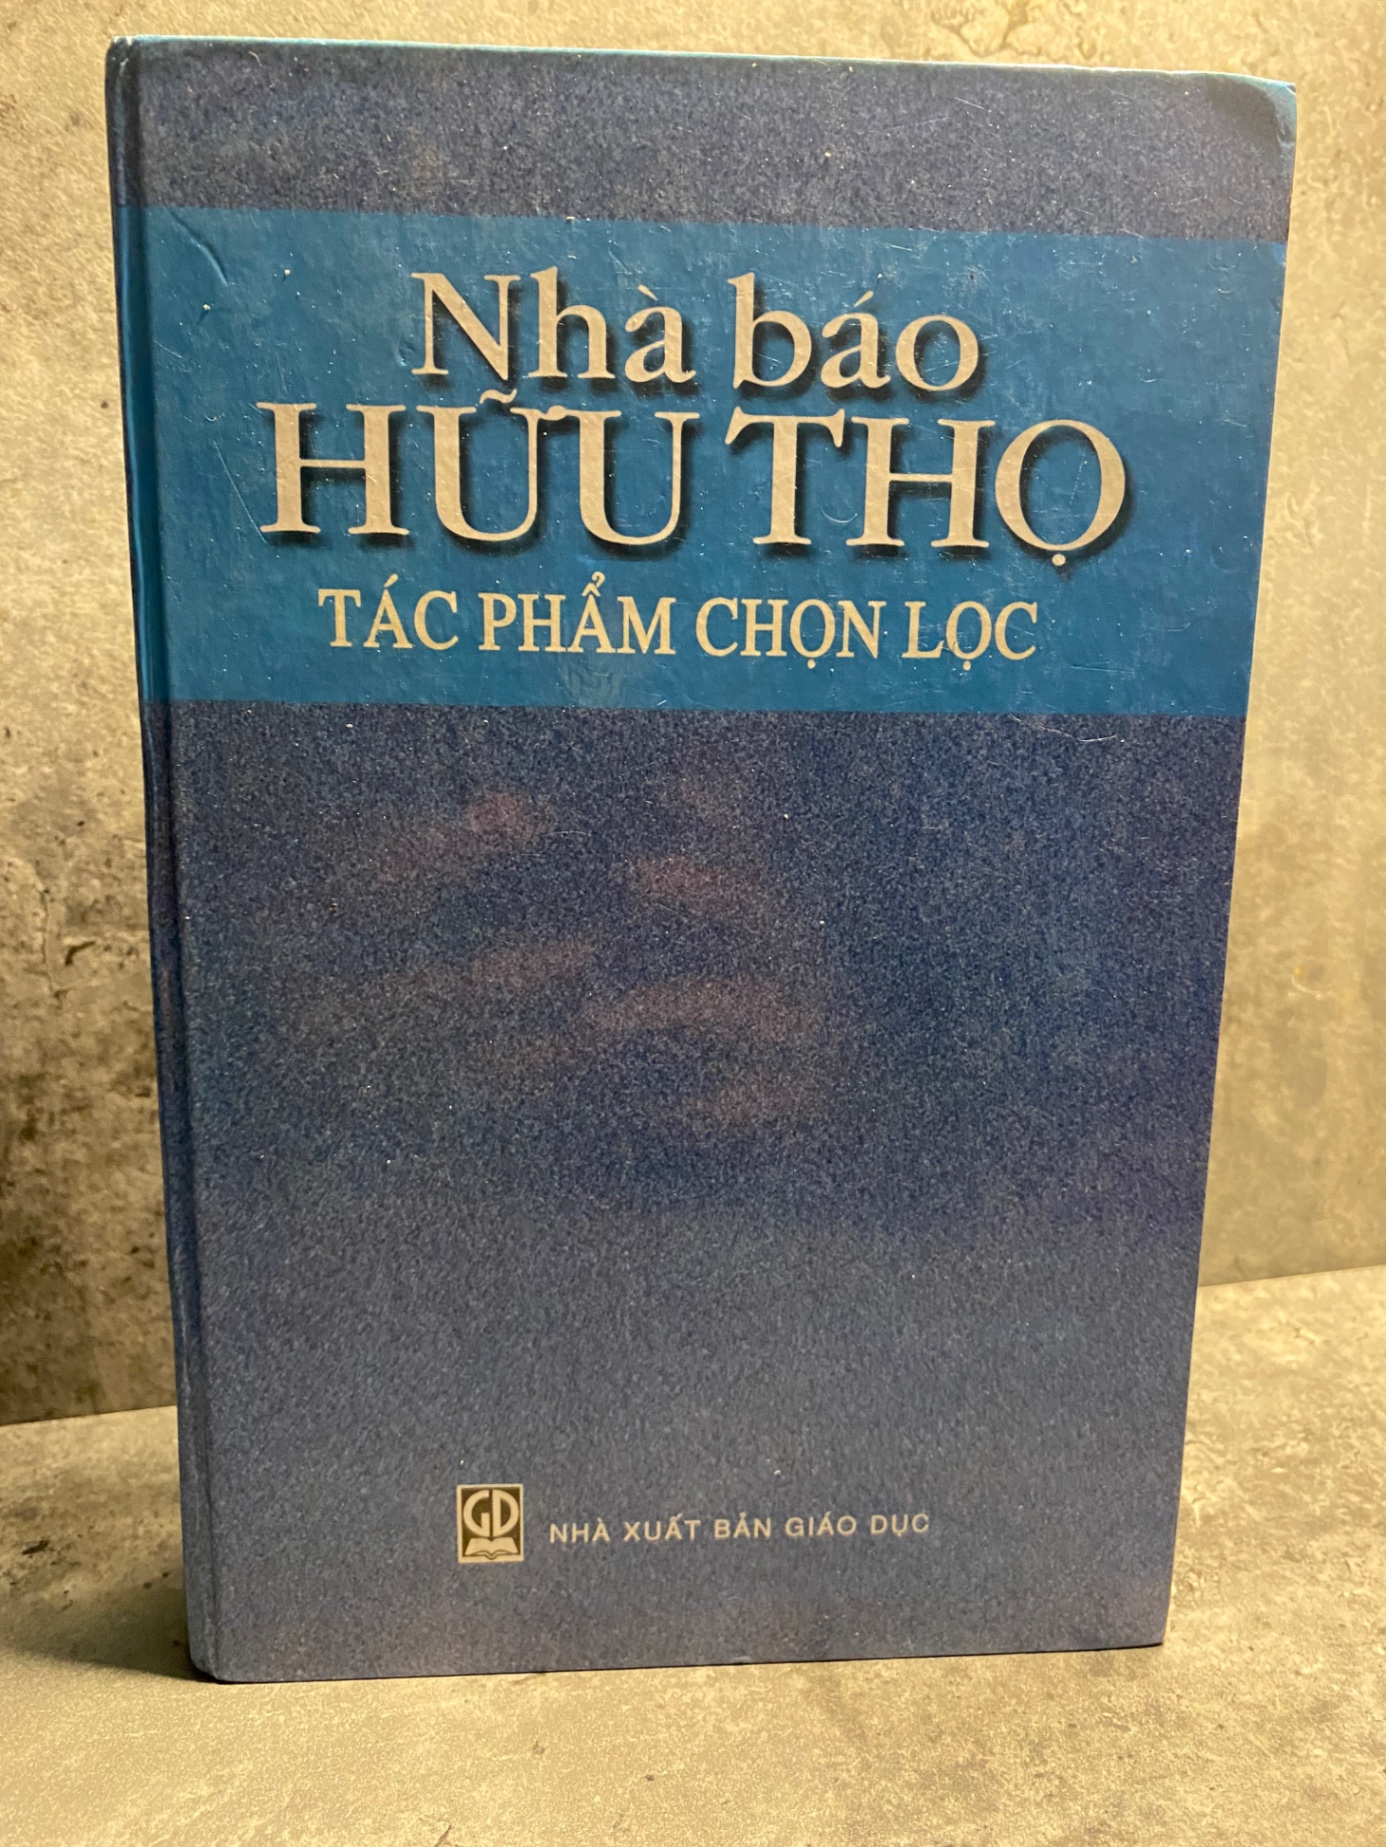 Nhà báo
HỮU THỌ
TÁC PHẨM CHỌN LỌC
GD
NHÀ XUẤT BẢN GIÁO DỤC